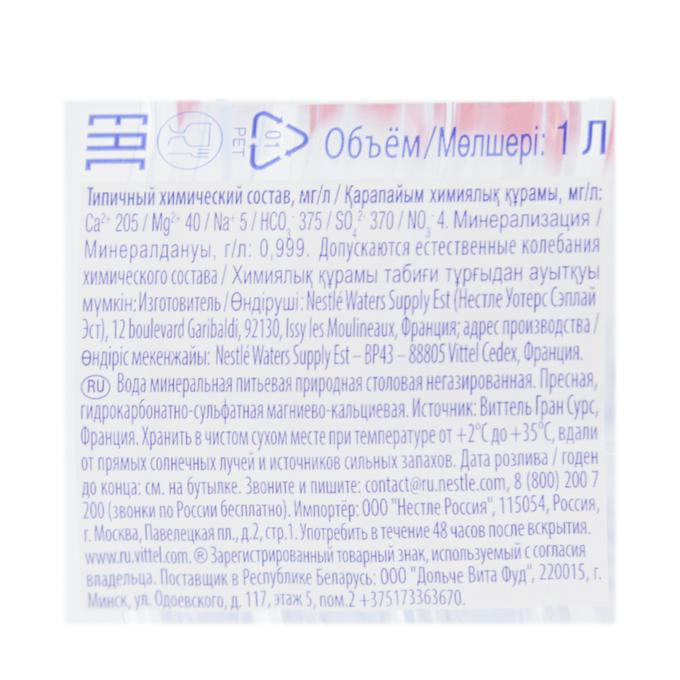 EAC 01 PET Объём/Мөлшері: 1 Л
Типичный химический состав, мг/л / Қарапайым химиялық құрамы, мг/л:
Ca²⁺ 205 / Mg²⁺ 40 / Na⁺ 5 / HCO₃⁻ 375 / SO₄²⁻ 370 / NO₃⁻ 4. Минерализация /
Минералдануы, г/л: 0,999. Допускаются естественные колебания
химического состава / Химиялық құрамы табиғи тұрғыдан ауытқуы
мүмкін: Изготовитель / Өндіруші: Nestlé Waters Supply Est (Нестле Уотерс Сэплай
Эст), 12 boulevard Garibaldi, 92130, Issy les Moulineaux, Франция; адрес производства /
өндіріс мекенжайы: Nestlé Waters Supply Est – BP43 – 88805 Vittel Cedex, Франция.
RU Вода минеральная питьевая природная столовая негазированная. Пресная,
гидрокарбонатно-сульфатная магниево-кальциевая. Источник: Виттель Гран Сурс,
Франция. Хранить в чистом сухом месте при температуре от +2°C до +35°C, вдали
от прямых солнечных лучей и источников сильных запахов. Дата розлива / годен
до конца: см. на бутылке. Звоните и пишите: contact@ru.nestle.com, 8 (800) 200 7
200 (звонки по России бесплатно). Импортёр: ООО "Нестле Россия", 115054, Россия,
г. Москва, Павелецкая пл., д.2, стр.1. Употребить в течение 48 часов после вскрытия.
www.ru.vittel.com. ® Зарегистрированный товарный знак, используемый с согласия
владельца. Поставщик в Республике Беларусь: ООО "Дольче Вита Фуд", 220015, г.
Минск, ул. Одоевского, д. 117, этаж 5, пом.2 +375173363670.